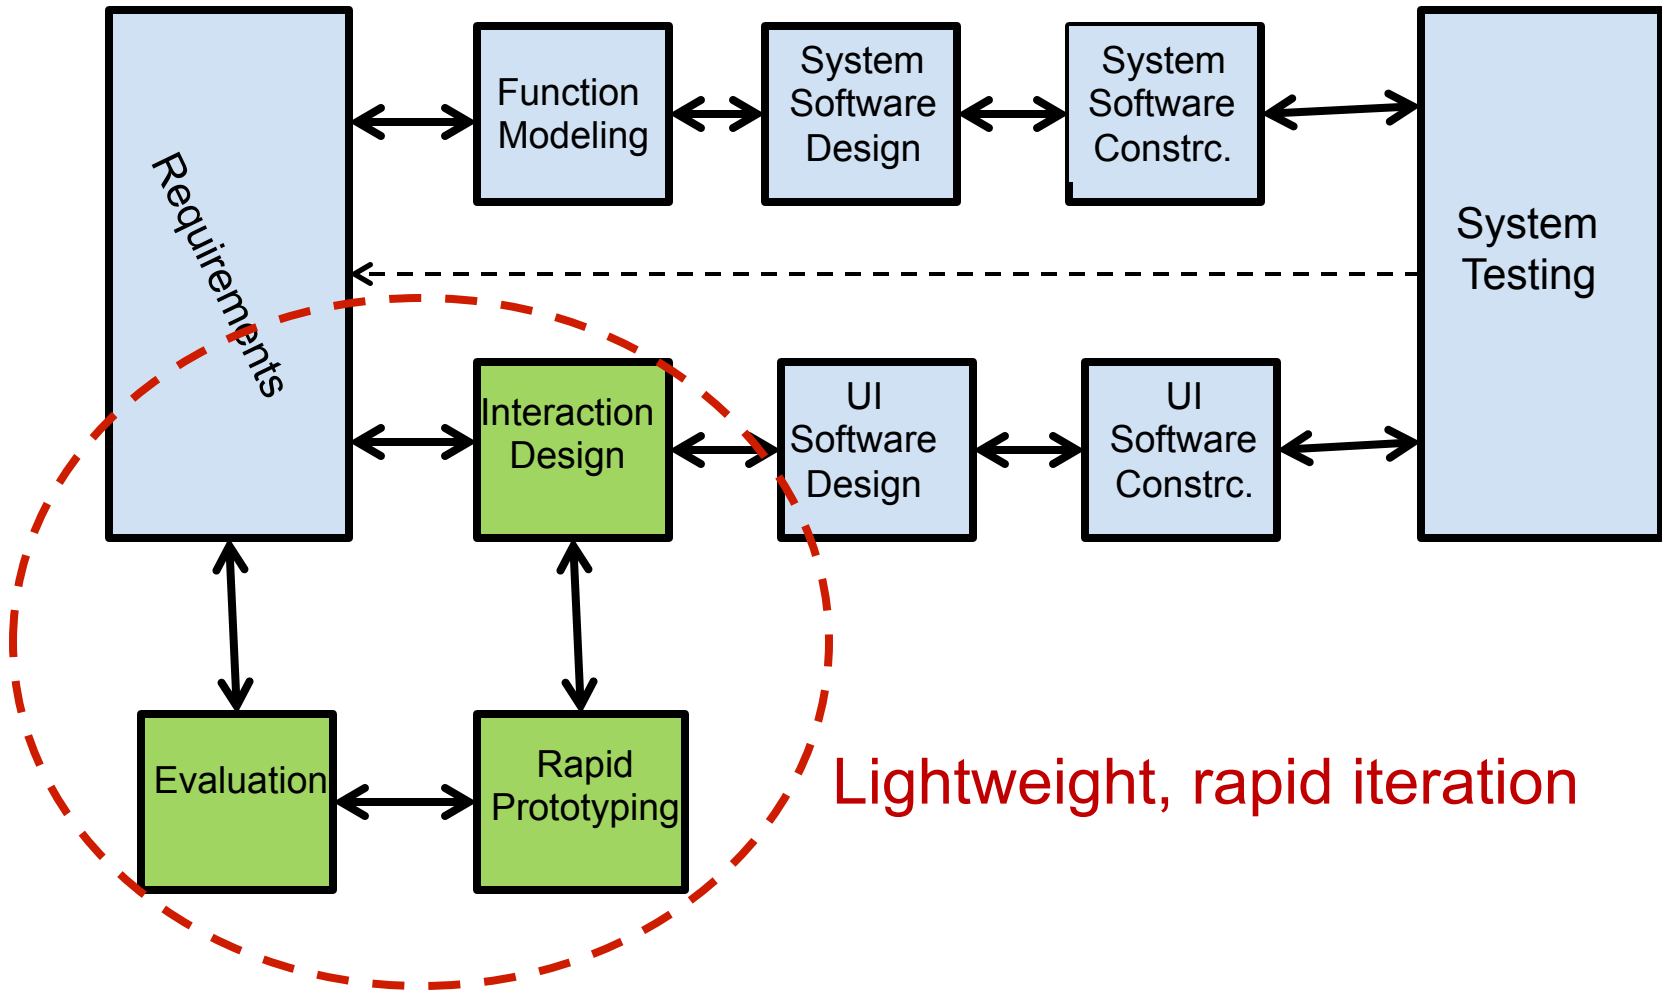 Requirements
Function
Modeling
System
Software
Design
System
Software
Constrc.
System
Testing
Interaction
Design
UI
Software
Design
UI
Software
Constrc.
Evaluation
Rapid
Prototyping
Lightweight, rapid iteration